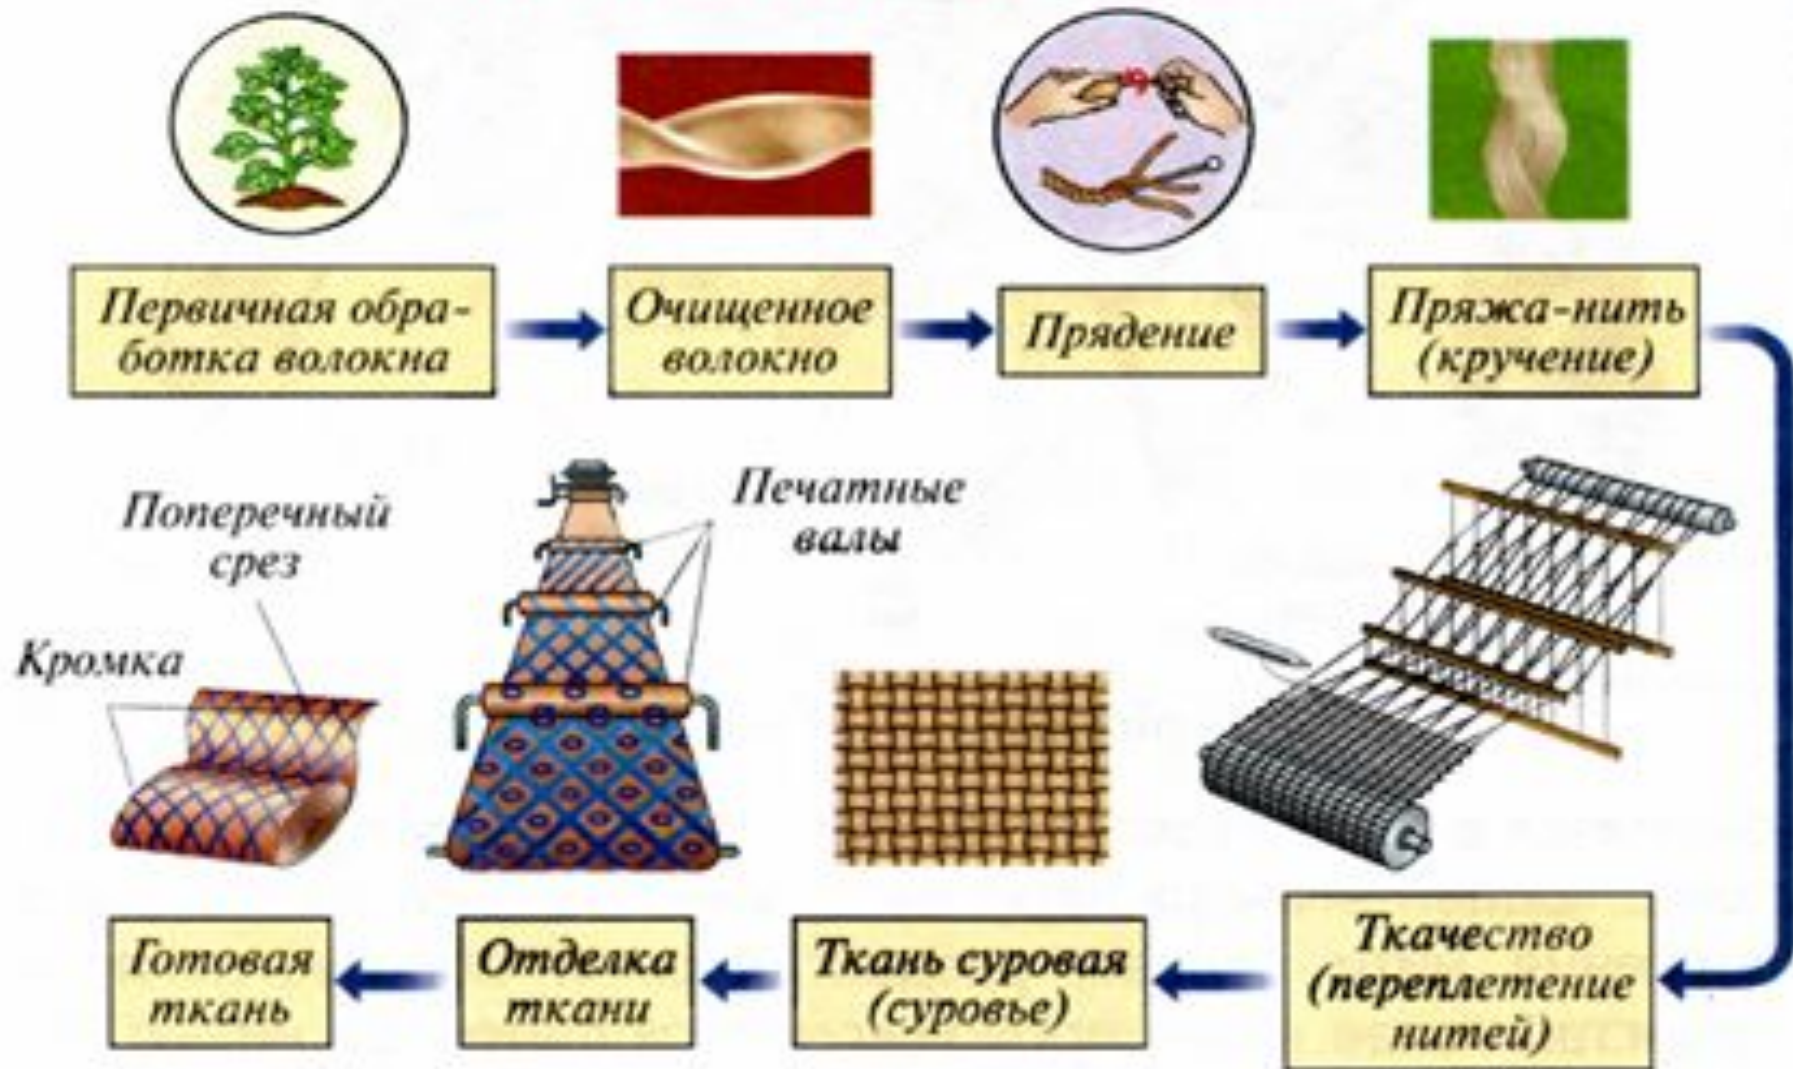 Первичная обра-
ботка волокна
Очищенное
волокно
Прядение
Пряжа-нить
(кручение)
Поперечный
срез
Кромка
Печатные
валы
Готовая
ткань
Отделка
ткани
Ткань суровая
(суровье)
Ткачество
(переплетение
нитей)